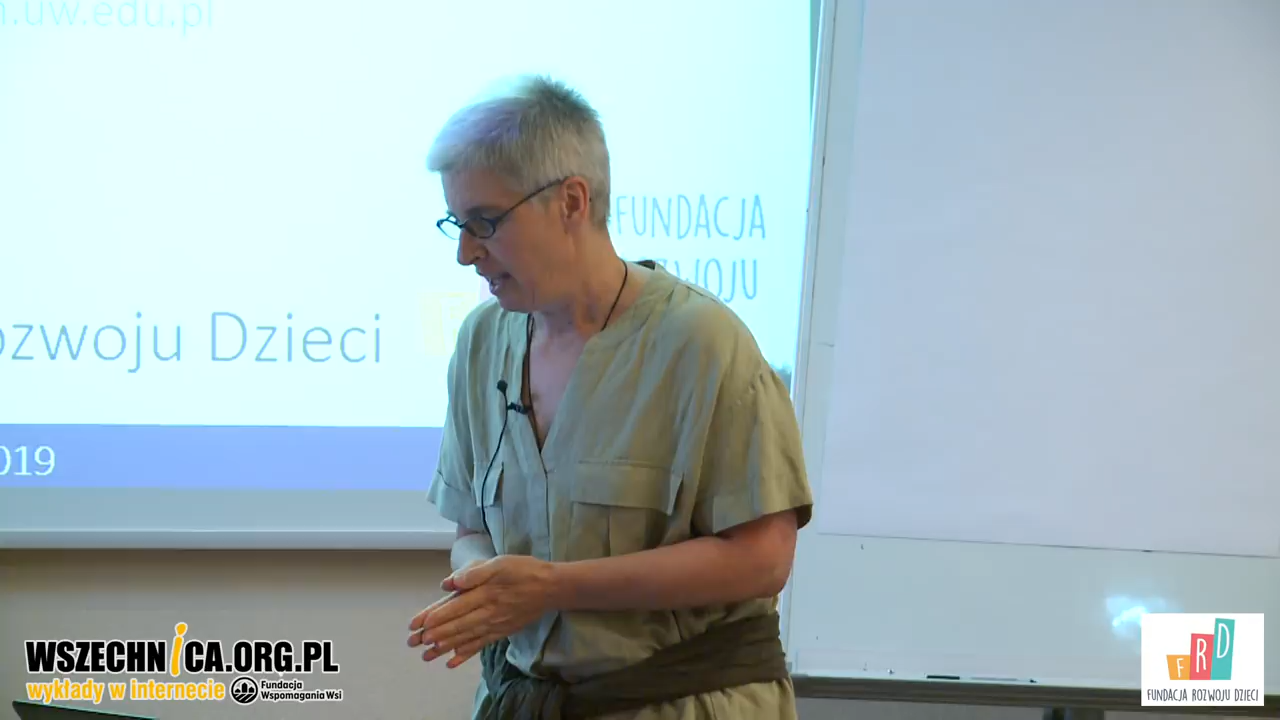 n.uw.edu.pl
FUNDACJA
ROZWOJU
ozwoju Dzieci
019
WSZECHNICA.ORG.PL
wykłady w internecie
Fundacja
Wspomagania Wsi
FRD
FUNDACJA ROZWOJU DZIECI